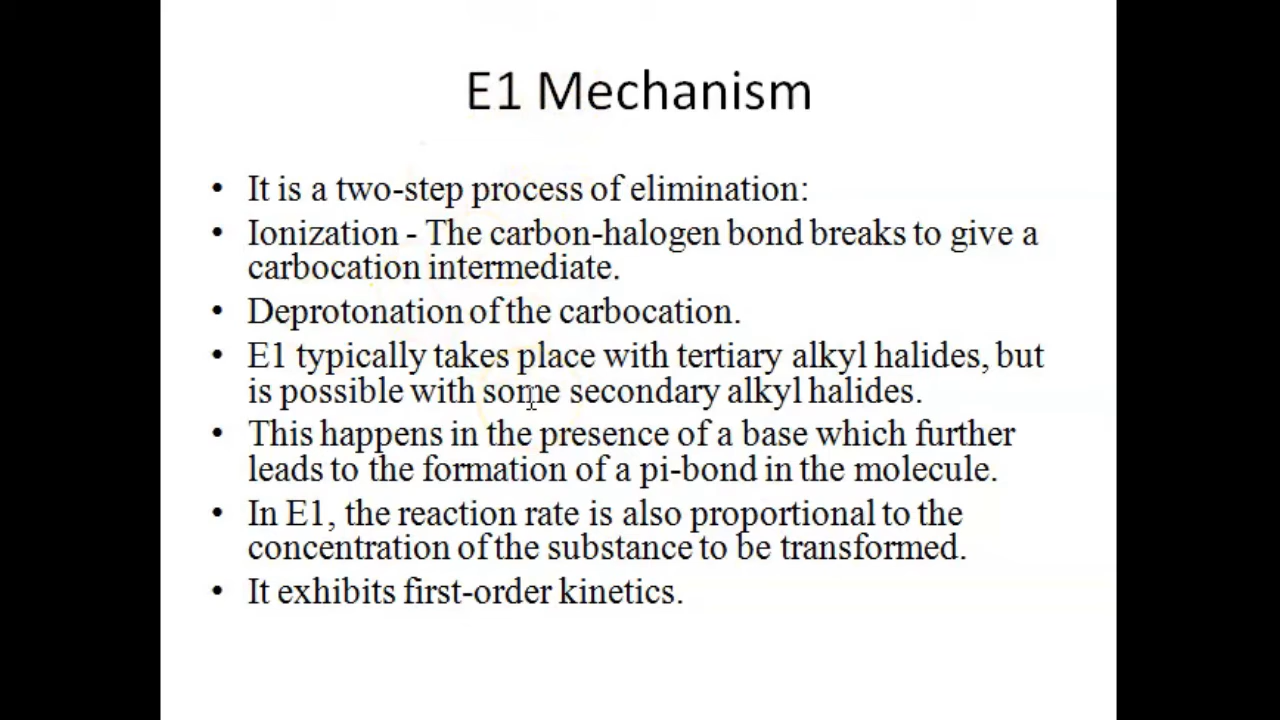 E1 Mechanism
• It is a two-step process of elimination:
• Ionization - The carbon-halogen bond breaks to give a
carbocation intermediate.
• Deprotonation of the carbocation.
• E1 typically takes place with tertiary alkyl halides, but
is possible with some secondary alkyl halides.
• This happens in the presence of a base which further
leads to the formation of a pi-bond in the molecule.
• In E1, the reaction rate is also proportional to the
concentration of the substance to be transformed.
• It exhibits first-order kinetics.